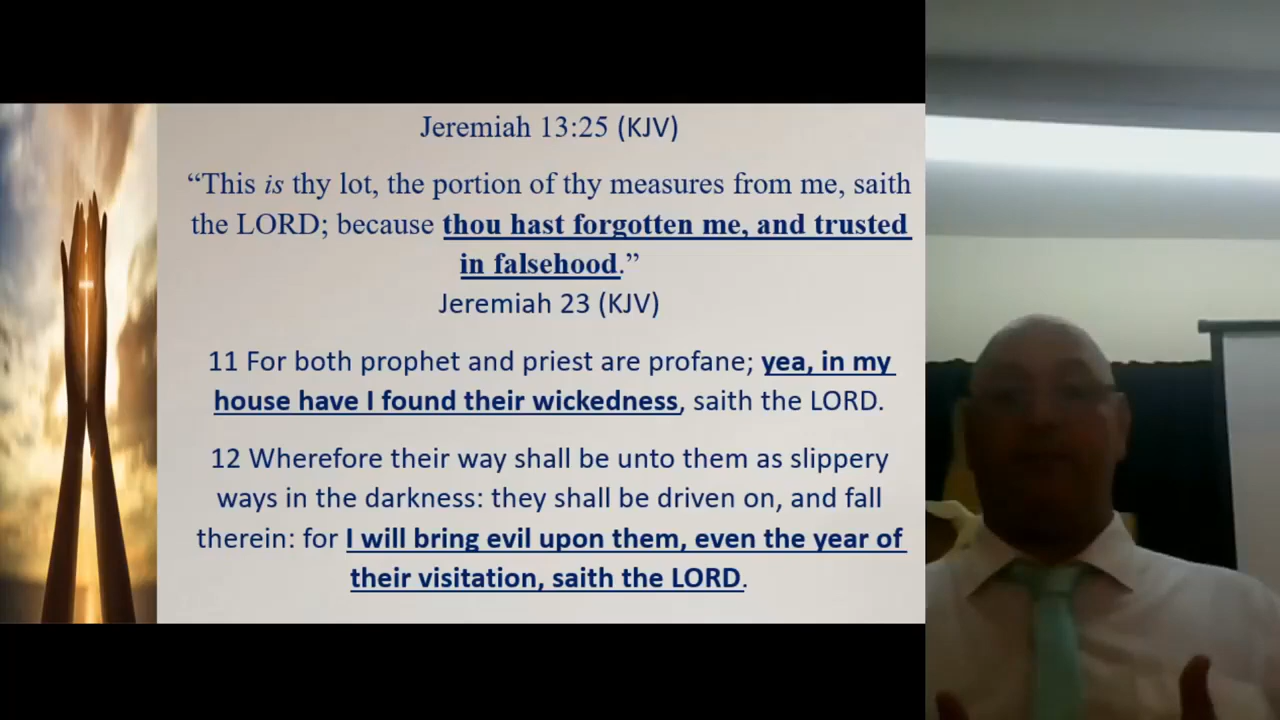 Jeremiah 13:25 (KJV)
“This is thy lot, the portion of thy measures from me, saith
the LORD; because thou hast forgotten me, and trusted
in falsehood.”
Jeremiah 23 (KJV)
11 For both prophet and priest are profane; yea, in my
house have I found their wickedness, saith the LORD.
12 Wherefore their way shall be unto them as slippery
ways in the darkness: they shall be driven on, and fall
therein: for I will bring evil upon them, even the year of
their visitation, saith the LORD.